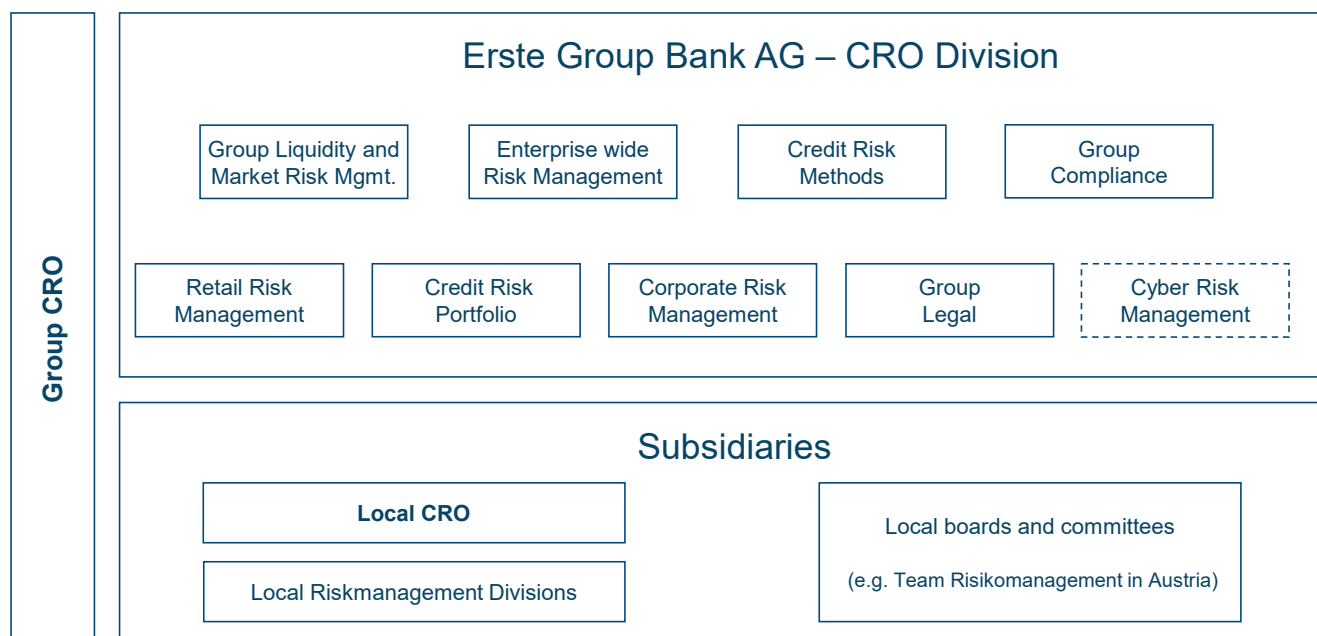 Group CRO
Erste Group Bank AG – CRO Division
Group Liquidity and
Market Risk Mgmt.
Enterprise wide
Risk Management
Credit Risk
Methods
Group
Compliance
Retail Risk
Management
Credit Risk
Portfolio
Corporate Risk
Management
Group
Legal
Cyber Risk
Management
Subsidiaries
Local CRO
Local Riskmanagement Divisions
Local boards and committees
(e.g. Team Risikomanagement in Austria)